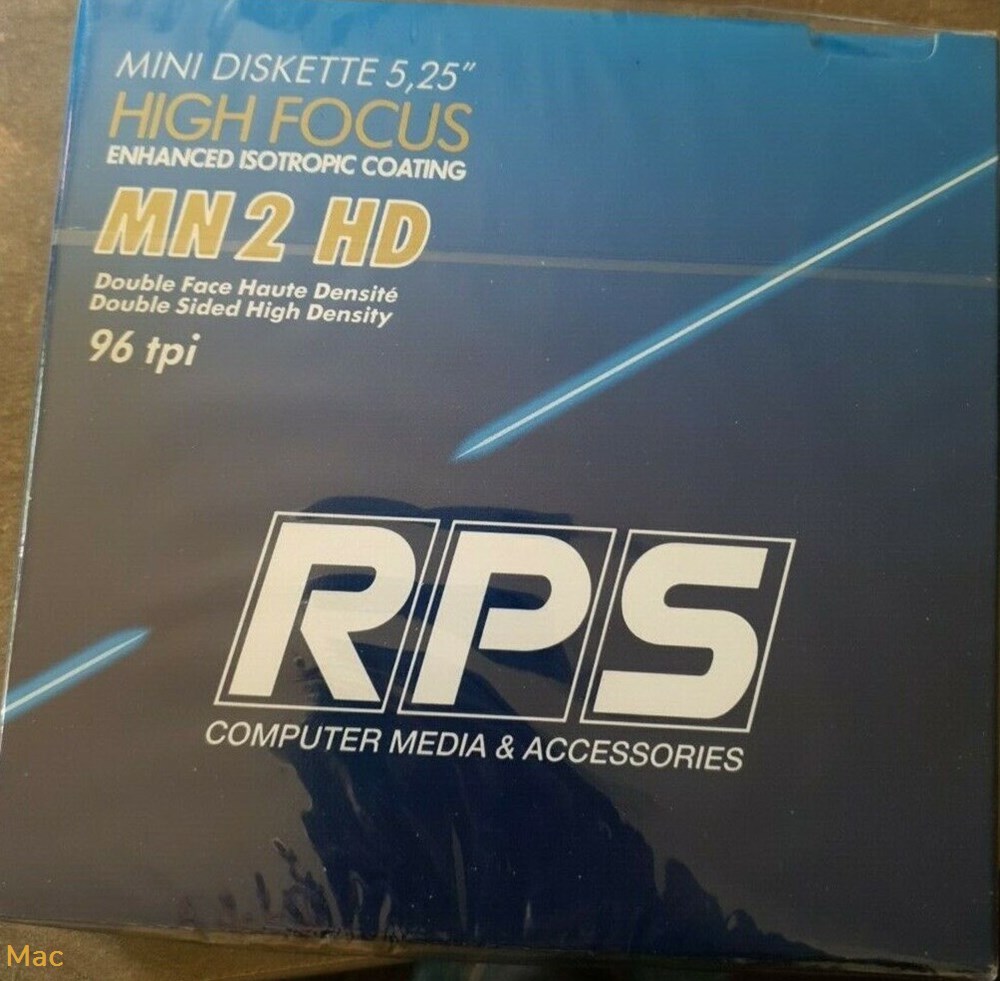 MINI DISKETTE 5,25"
HIGH FOCUS
ENHANCED ISOTROPIC COATING
MN 2 HD
Double Face Haute Densité
Double Sided High Density
96 tpi
RPS
COMPUTER MEDIA & ACCESSORIES
Mac